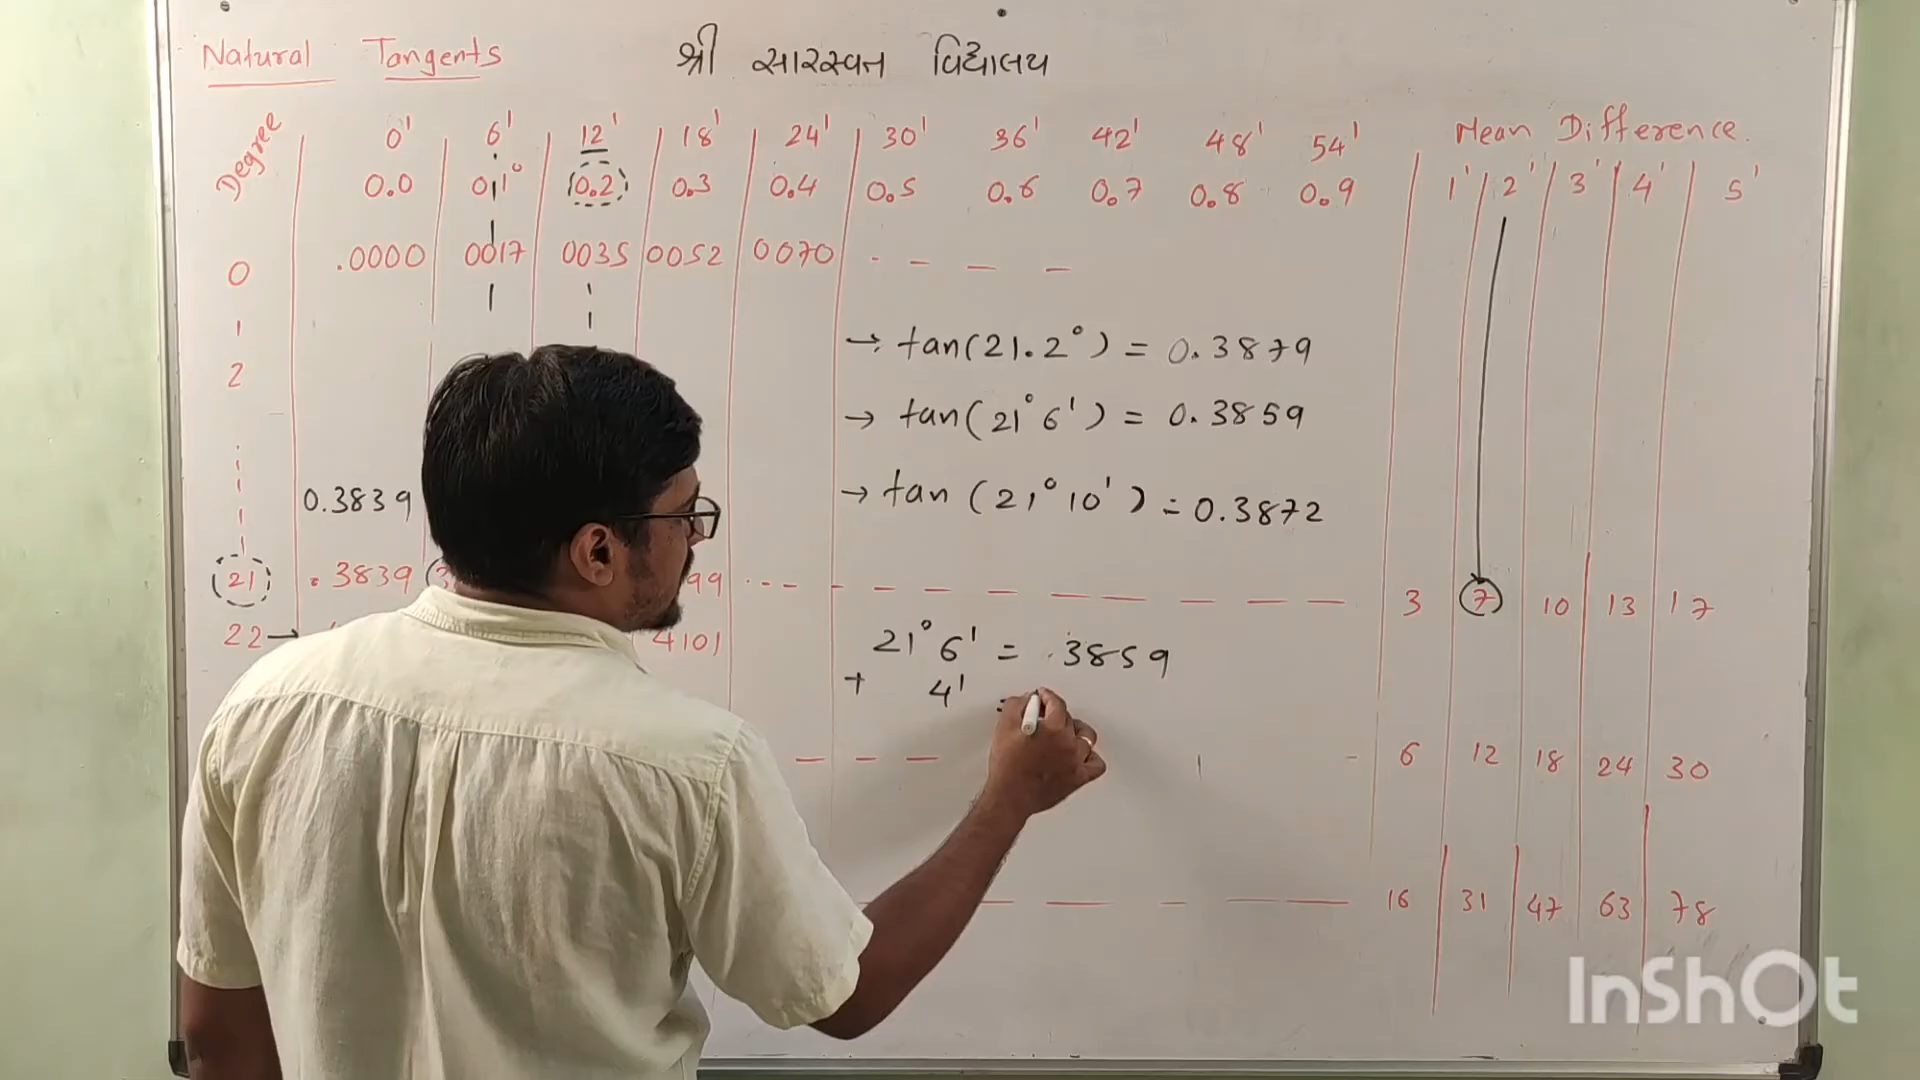 Natural Tangents श्री सारस्वत विद्यालय
Degree 0' 6' 12' 18' 24' 30' 36' 42' 48' 54' Mean Difference.
0.0 0.1° 0.2 0.3 0.4 0.5 0.6 0.7 0.8 0.9 1' 2' 3' 4' 5'
0 .0000 0017 0035 0052 0070
1
2
→ tan(21.2°) = 0.3879
→ tan(21°6') = 0.3859
0.3839 → tan (21°10') = 0.3872
21 .3839 99 3 7 10 13 17
22→ 4101
21°6' = .3859
+ 4' =
6 12 18 24 30
16 31 47 63 78
InShOt